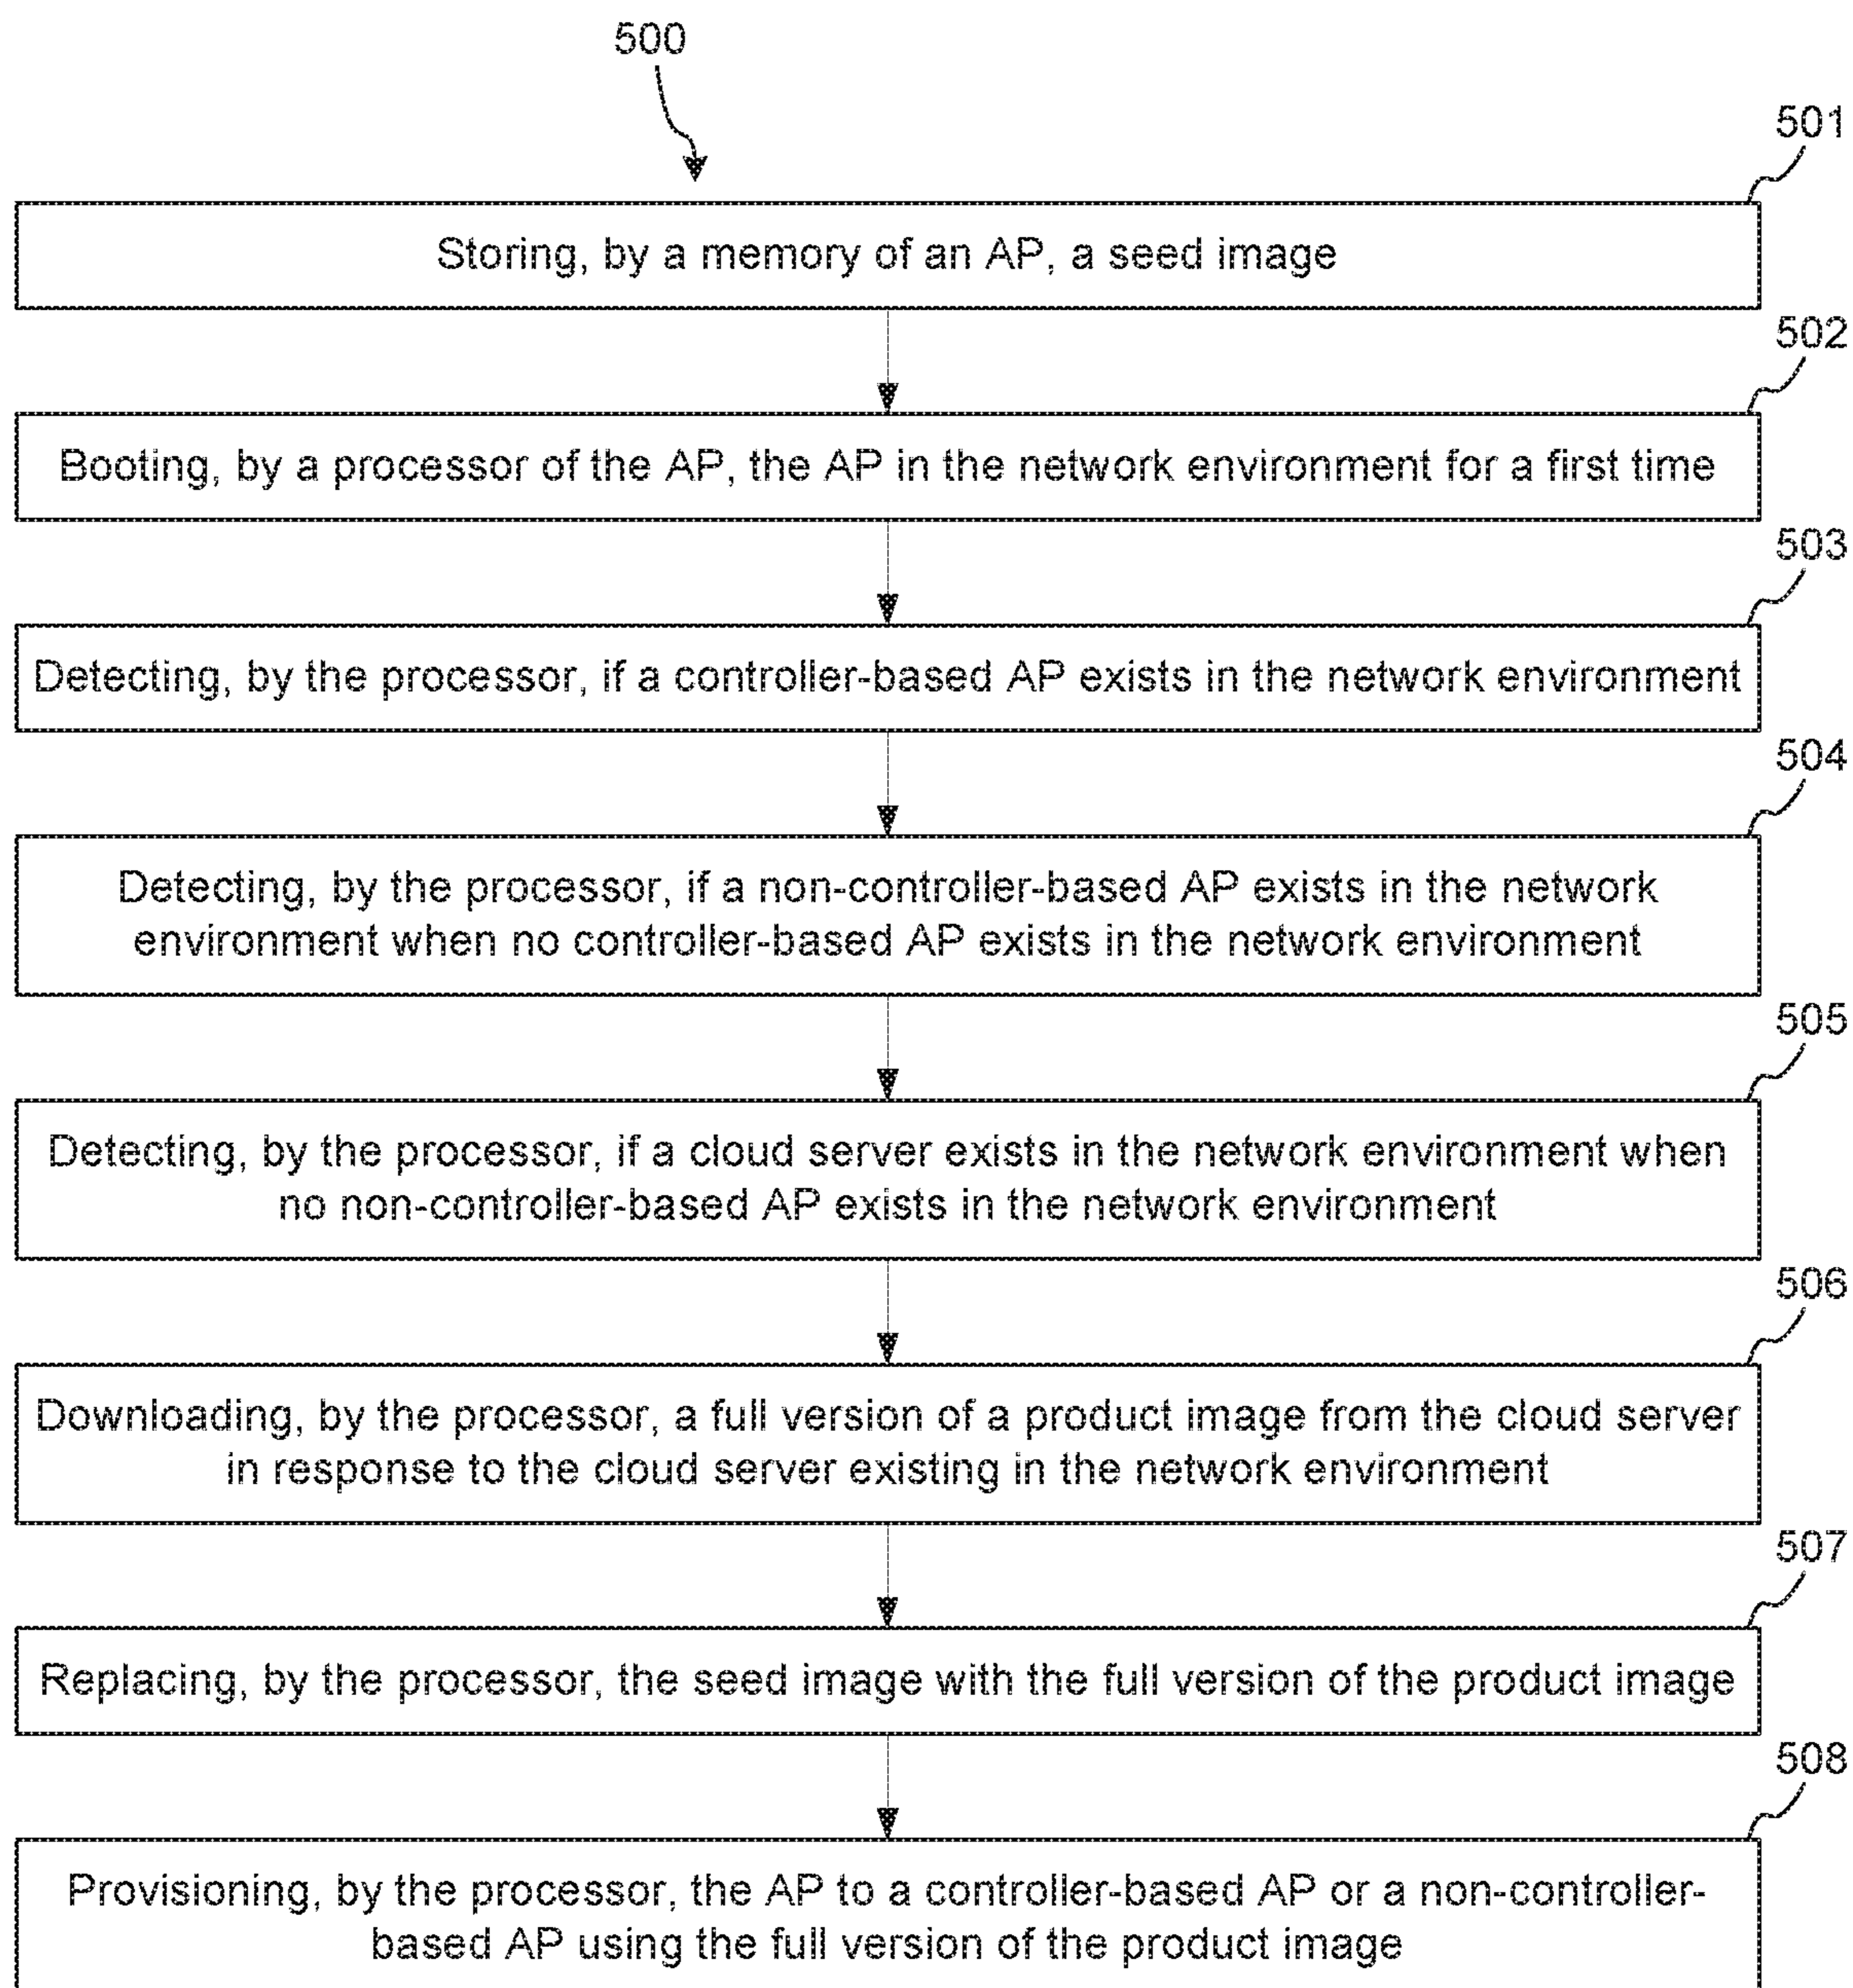 500
501
Storing, by a memory of an AP, a seed image
502
Booting, by a processor of the AP, the AP in the network environment for a first time
503
Detecting, by the processor, if a controller-based AP exists in the network environment
504
Detecting, by the processor, if a non-controller-based AP exists in the network
environment when no controller-based AP exists in the network environment
505
Detecting, by the processor, if a cloud server exists in the network environment when
no non-controller-based AP exists in the network environment
506
Downloading, by the processor, a full version of a product image from the cloud server
in response to the cloud server existing in the network environment
507
Replacing, by the processor, the seed image with the full version of the product image
508
Provisioning, by the processor, the AP to a controller-based AP or a non-controller-
based AP using the full version of the product image